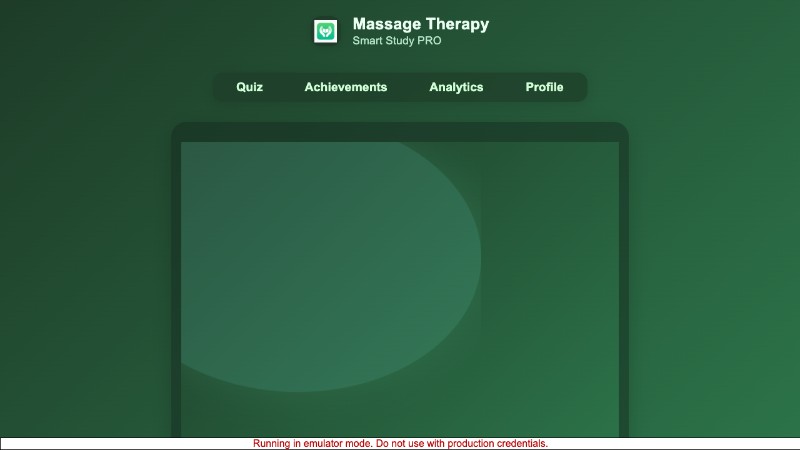 Massage Therapy
Smart Study PRO
Quiz
Achievements
Analytics
Profile
Running in emulator mode. Do not use with production credentials.